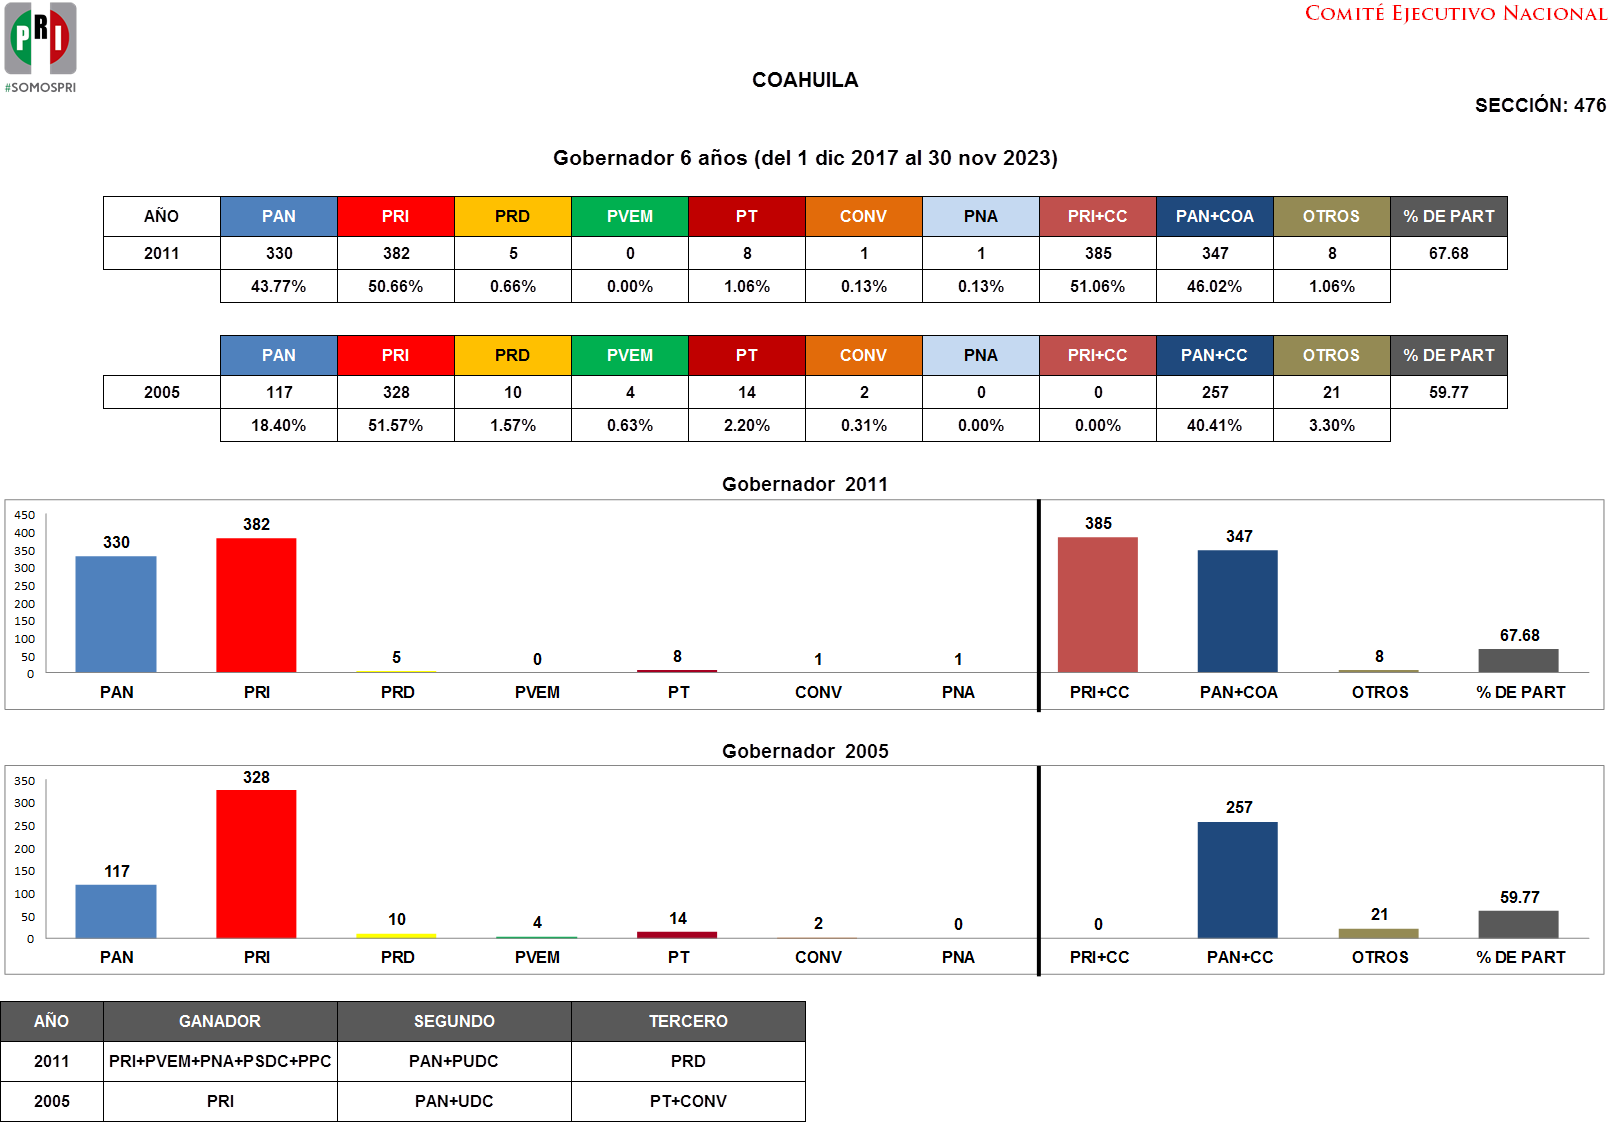 PRI
#SOMOSPRI
COMITÉ EJECUTIVO NACIONAL
COAHUILA
SECCIÓN: 476
Gobernador 6 años (del 1 dic 2017 al 30 nov 2023)
AÑO PAN PRI PRD PVEM PT CONV PNA PRI+CC PAN+COA OTROS % DE PART
2011 330 382 5 0 8 1 1 385 347 8 67.68
43.77% 50.66% 0.66% 0.00% 1.06% 0.13% 0.13% 51.06% 46.02% 1.06%
PAN PRI PRD PVEM PT CONV PNA PRI+CC PAN+CC OTROS % DE PART
2005 117 328 10 4 14 2 0 0 257 21 59.77
18.40% 51.57% 1.57% 0.63% 2.20% 0.31% 0.00% 0.00% 40.41% 3.30%
Gobernador 2011
450
400
350
300
250
200
150
100
50
0
330 382 5 0 8 1 1 385 347 8 67.68
PAN PRI PRD PVEM PT CONV PNA PRI+CC PAN+COA OTROS % DE PART
Gobernador 2005
350
300
250
200
150
100
50
0
117 328 10 4 14 2 0 0 257 21 59.77
PAN PRI PRD PVEM PT CONV PNA PRI+CC PAN+CC OTROS % DE PART
AÑO GANADOR SEGUNDO TERCERO
2011 PRI+PVEM+PNA+PSDC+PPC PAN+PUDC PRD
2005 PRI PAN+UDC PT+CONV